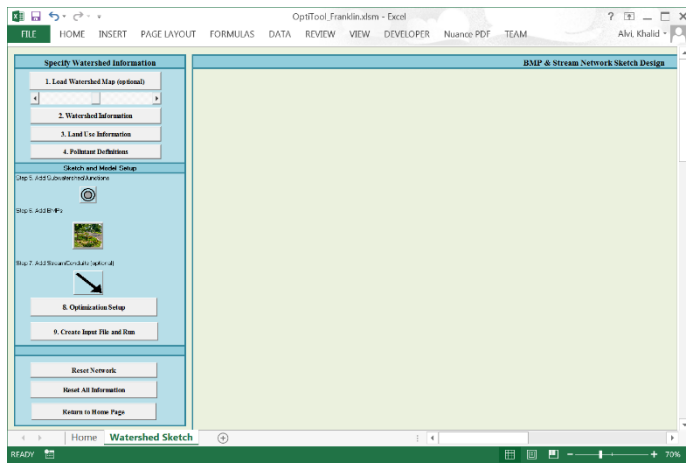 OptiTool_Franklin.xlsm - Excel
FILE HOME INSERT PAGE LAYOUT FORMULAS DATA REVIEW VIEW DEVELOPER Nuance PDF TEAM Alvi, Khalid
Specify Watershed Information
BMP & Stream Network Sketch Design
1. Load Watershed Map (optional)
2. Watershed Information
3. Land Use Information
4. Pollutant Definitions
Sketch and Model Setup
Step 5. Add Subwatershed/Junctions
Step 6. Add BMPs
Step 7. Add Stream/Conduits (optional)
8. Optimization Setup
9. Create Input File and Run
Reset Network
Reset All Information
Return to Home Page
Home Watershed Sketch
READY 70%